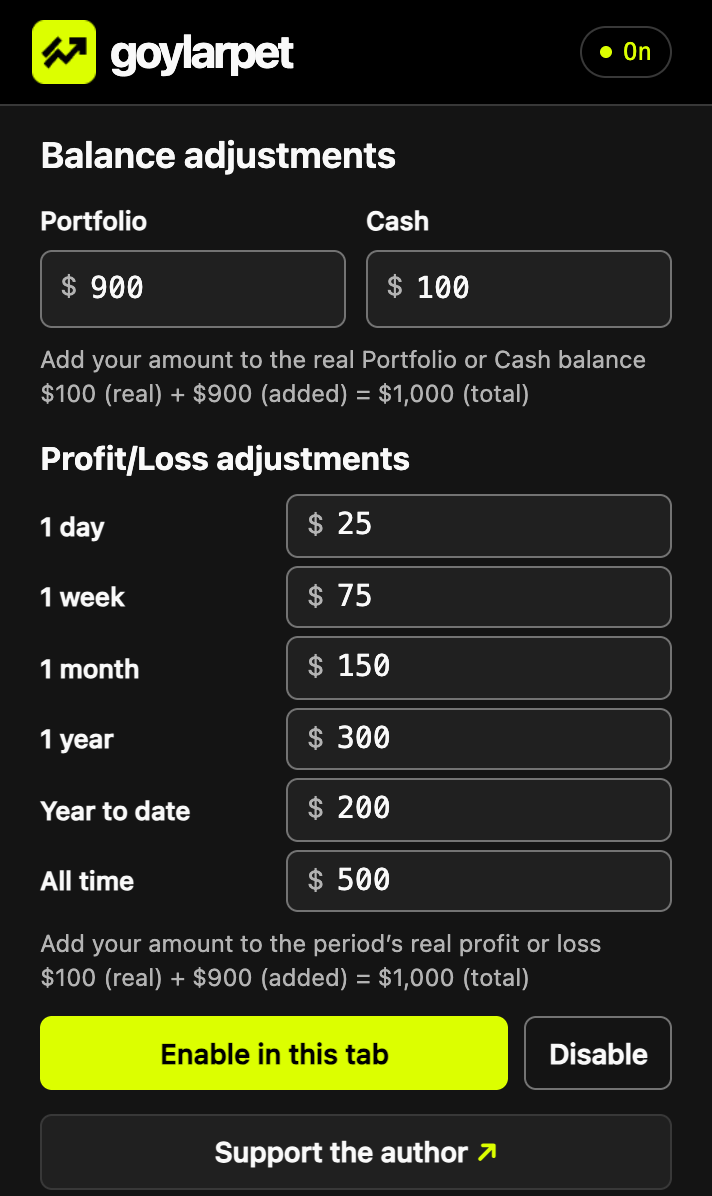 goylarpet
On
Balance adjustments
Portfolio
Cash
$ 900
$ 100
Add your amount to the real Portfolio or Cash balance
$100 (real) + $900 (added) = $1,000 (total)
Profit/Loss adjustments
1 day
$ 25
1 week
$ 75
1 month
$ 150
1 year
$ 300
Year to date
$ 200
All time
$ 500
Add your amount to the period’s real profit or loss
$100 (real) + $900 (added) = $1,000 (total)
Enable in this tab
Disable
Support the author